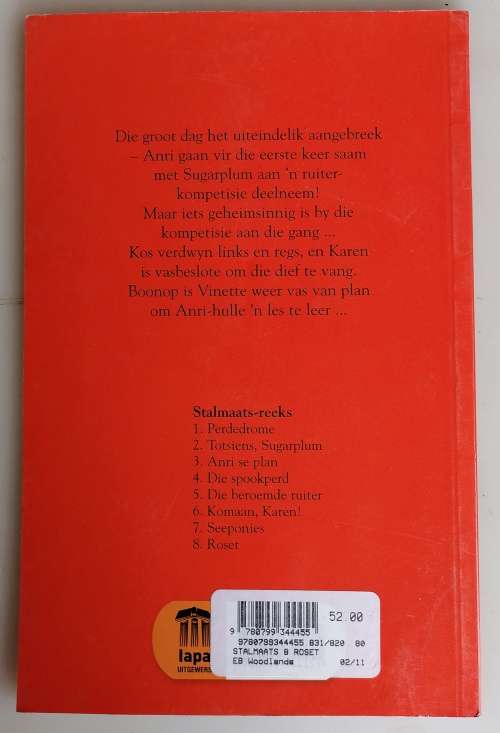 Die groot dag het uiteindelik aangebreek
– Anri gaan vir die eerste keer saam
met Sugarplum aan 'n ruiter-
kompetisie deelneem!
Maar iets geheimsinnig is by die
kompetisie aan die gang ...
Kos verdwyn links en regs, en Karen
is vasbeslote om die dief te vang.
Boonop is Vinette weer vas van plan
om Anri-hulle 'n les te leer ...
Stalmaats-reeks
1. Perdedrome
2. Totsiens, Sugarplum
3. Anri se plan
4. Die spookperd
5. Die beroemde ruiter
6. Komaan, Karen!
7. Seeponies
8. Roset
lapa
UITGEWERS
52.00
9 780799 344455
9780799344455 831/820 80
STALMAATS 8 ROSET
EB Woodlands 02/11